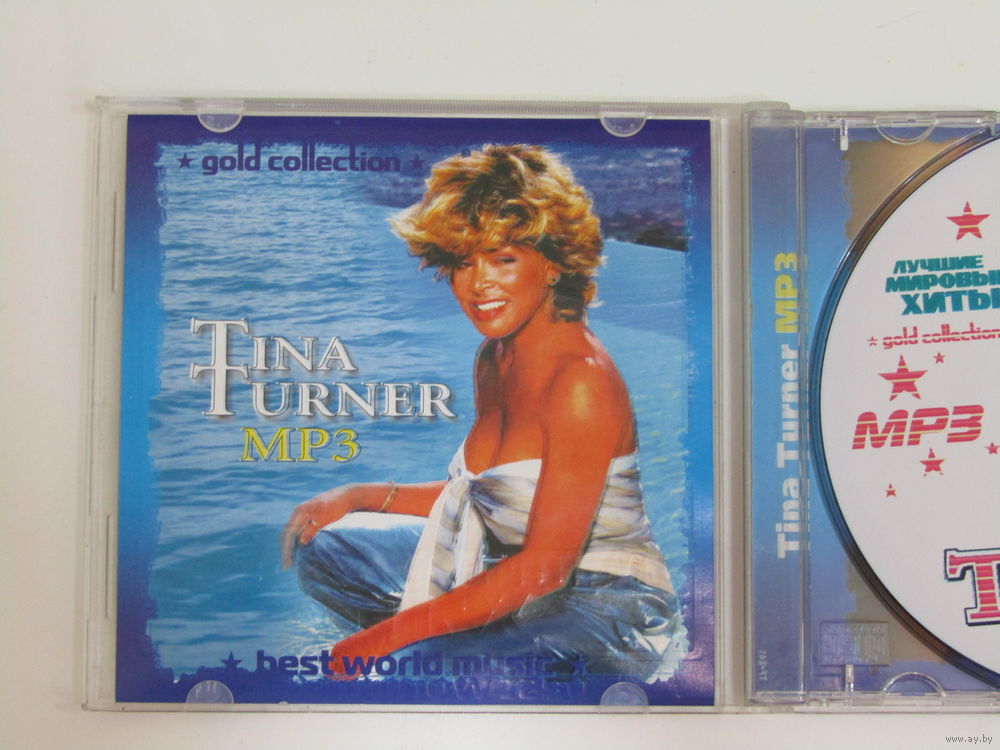 ★ gold collection ★
TINA
TURNER
MP3
★ best world music ★
Tina Turner MP3
ЛУЧШИЕ
МИРОВЫ
ХИТЫ
★ gold collection
MP3
T
www.ay.by